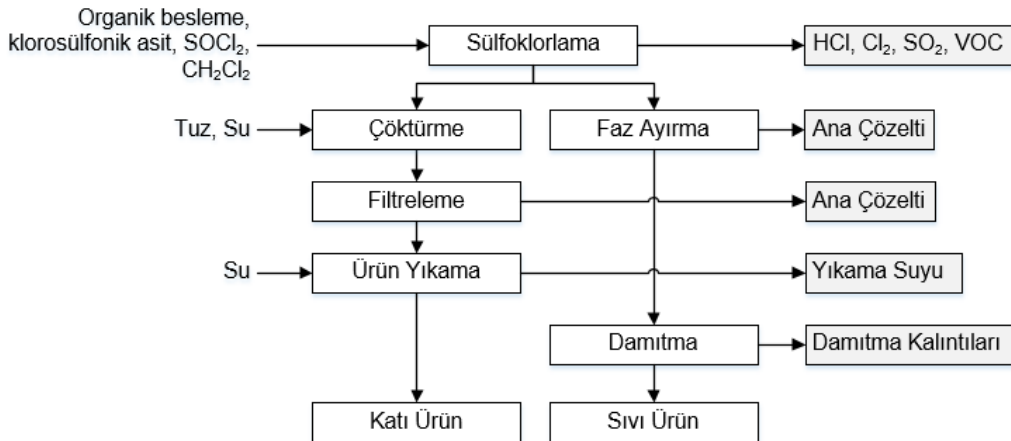 Organik besleme,
klorosülfonik asit, SOCl₂,
CH₂Cl₂
Sülfoklorlama
HCl, Cl₂, SO₂, VOC
Tuz, Su
Çöktürme
Faz Ayırma
Ana Çözelti
Filtreleme
Ana Çözelti
Su
Ürün Yıkama
Yıkama Suyu
Damıtma
Damıtma Kalıntıları
Katı Ürün
Sıvı Ürün